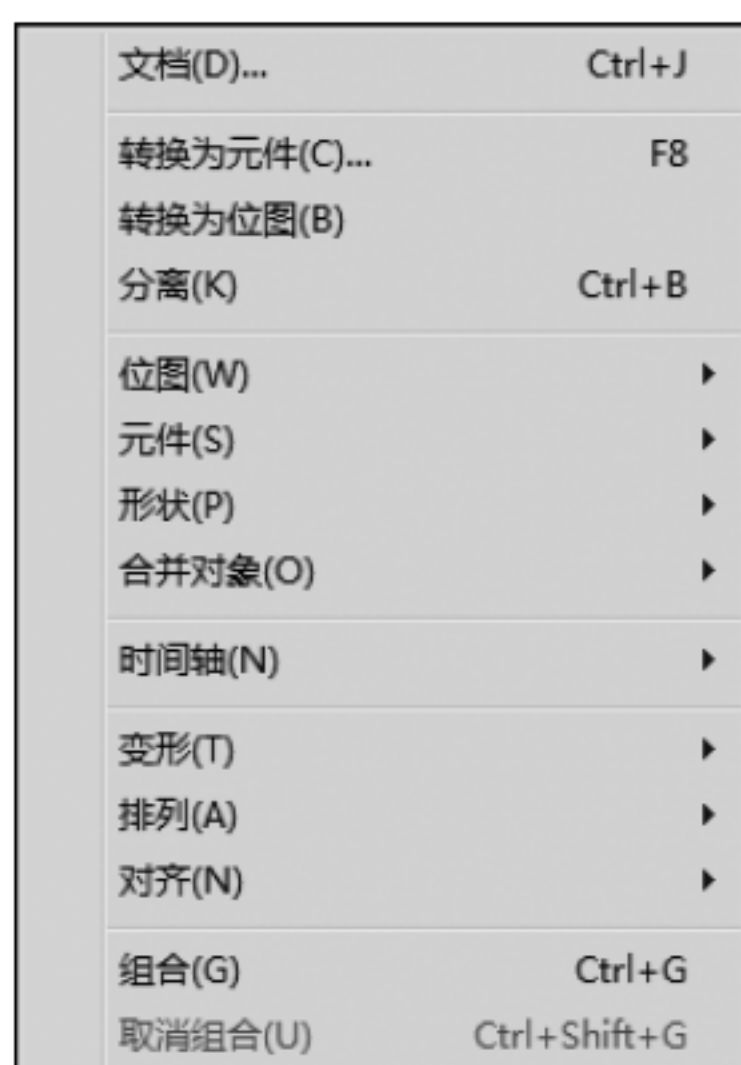 文档(D)... Ctrl+J
转换为元件(C)... F8
转换为位图(B)
分离(K) Ctrl+B
位图(W)
元件(S)
形状(P)
合并对象(O)
时间轴(N)
变形(T)
排列(A)
对齐(N)
组合(G) Ctrl+G
取消组合(U) Ctrl+Shift+G